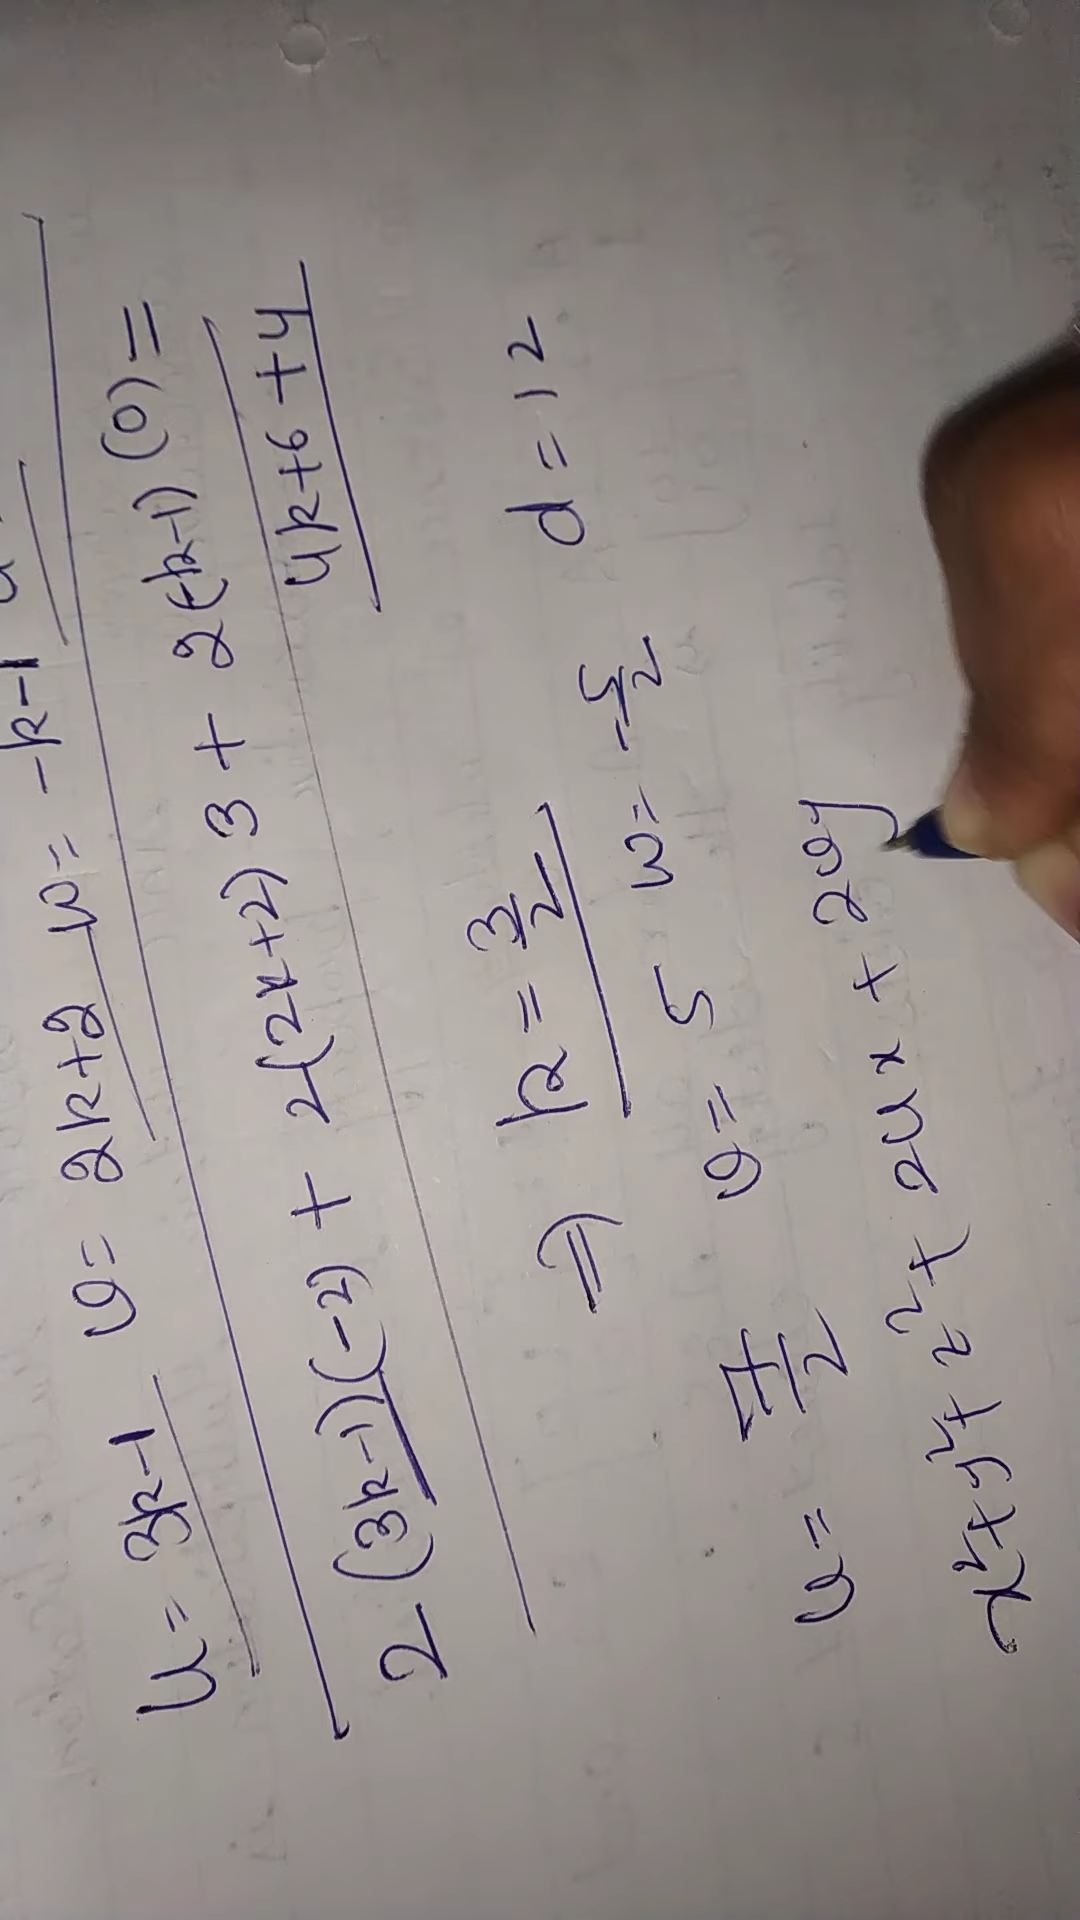 u = 3k-1 v = 2k+2 w = -k-1
2(3k-1)(-2) + 2(2k+2)3 + 2(-k-1)(0) =
4k+6+4
⇒ k = 3/2 d = 12
u = 7/2 v = 5 w = -5/2
x²+y²+z²+2ux+2vy